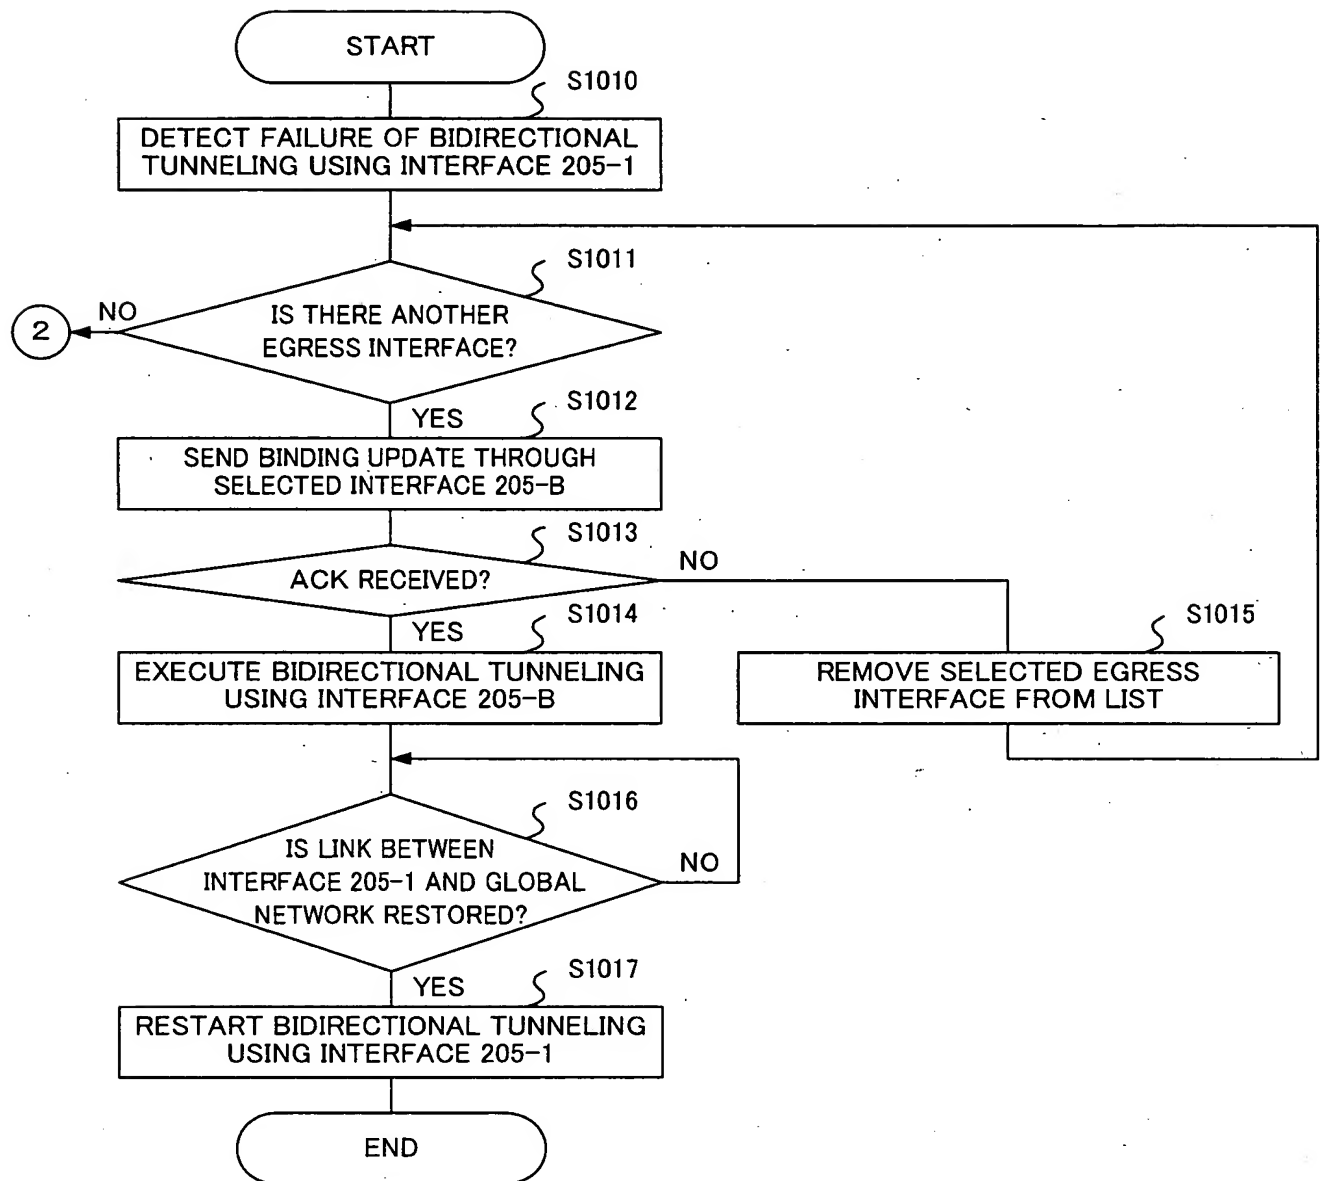 START
S1010
DETECT FAILURE OF BIDIRECTIONAL
TUNNELING USING INTERFACE 205-1
S1011
NO
2
IS THERE ANOTHER
EGRESS INTERFACE?
S1012
YES
SEND BINDING UPDATE THROUGH
SELECTED INTERFACE 205-B
S1013
NO
ACK RECEIVED?
S1014
YES
S1015
EXECUTE BIDIRECTIONAL TUNNELING
USING INTERFACE 205-B
REMOVE SELECTED EGRESS
INTERFACE FROM LIST
S1016
IS LINK BETWEEN
INTERFACE 205-1 AND GLOBAL
NETWORK RESTORED?
NO
S1017
YES
RESTART BIDIRECTIONAL TUNNELING
USING INTERFACE 205-1
END